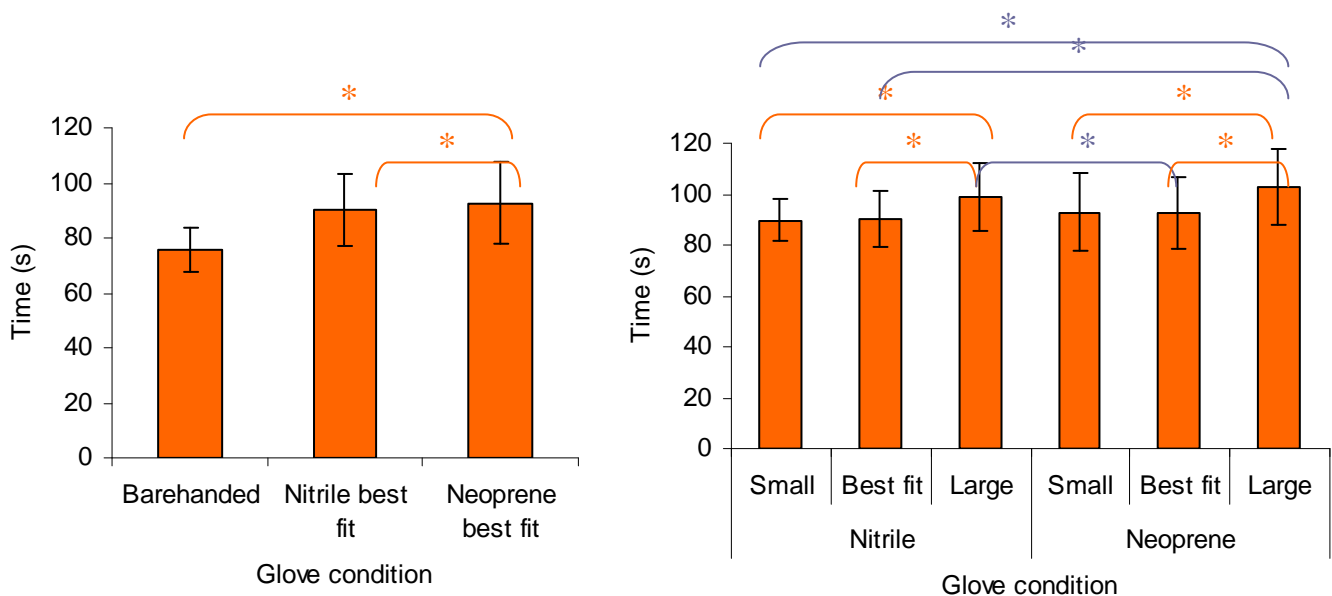 *
*
120
100
80
60
40
20
0
Time (s)
Barehanded
Nitrile best
fit
Neoprene
best fit
Glove condition
*
*
*
*
*
*
*
120
100
80
60
40
20
0
Time (s)
Small Best fit Large Small Best fit Large
Nitrile Neoprene
Glove condition